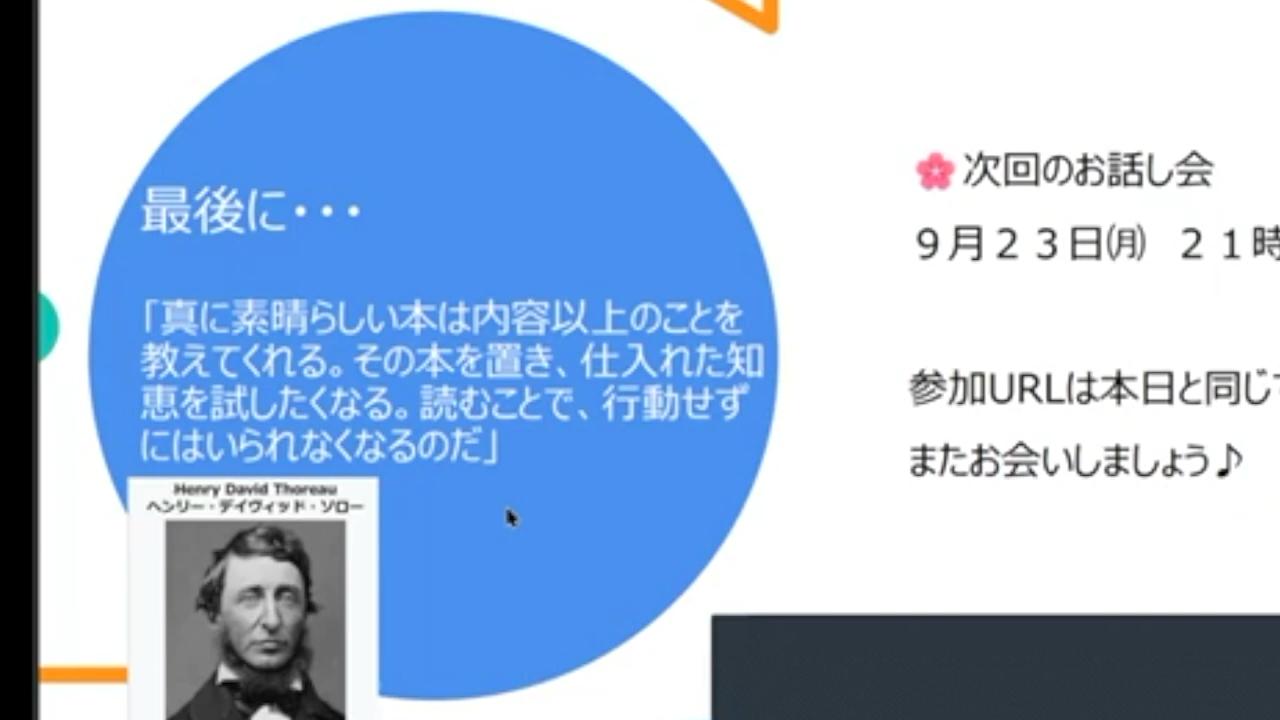 最後に・・・
「真に素晴らしい本は内容以上のことを
教えてくれる。その本を置き、仕入れた知
恵を試したくなる。読むことで、行動せず
にはいられなくなるのだ」
Henry David Thoreau
ヘンリー・デイヴィッド・ソロー
🌸次回のお話し会
９月２３日㈪　２１時
参加URLは本日と同じ
またお会いしましょう♪